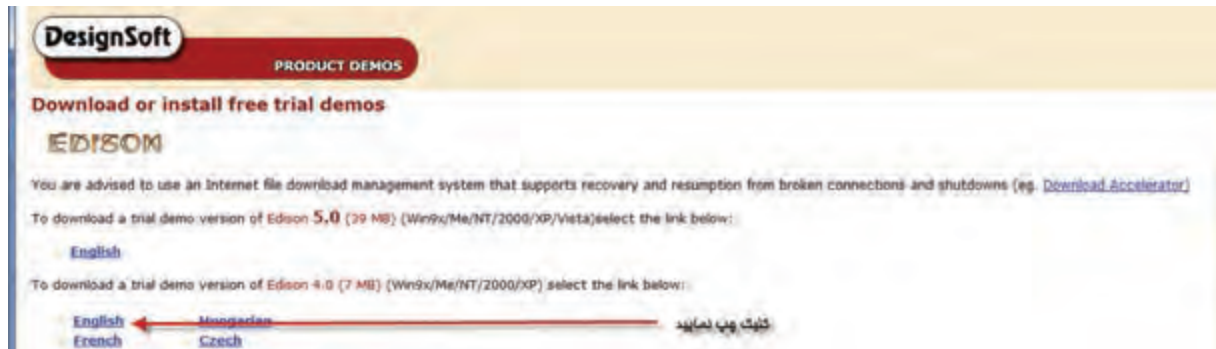 DesignSoft
PRODUCT DEMOS
Download or install free trial demos
EDISON
You are advised to use an Internet file download management system that supports recovery and resumption from broken connections and shutdowns (eg. Download Accelerator)
To download a trial demo version of Edison 5.0 (39 MB) (Win9x/Me/NT/2000/XP/Vista)select the link below:
English
To download a trial demo version of Edison 4.0 (7 MB) (Win9x/Me/NT/2000/XP) select the link below:
English Hungarian کلیک چپ نمایید
French Czech